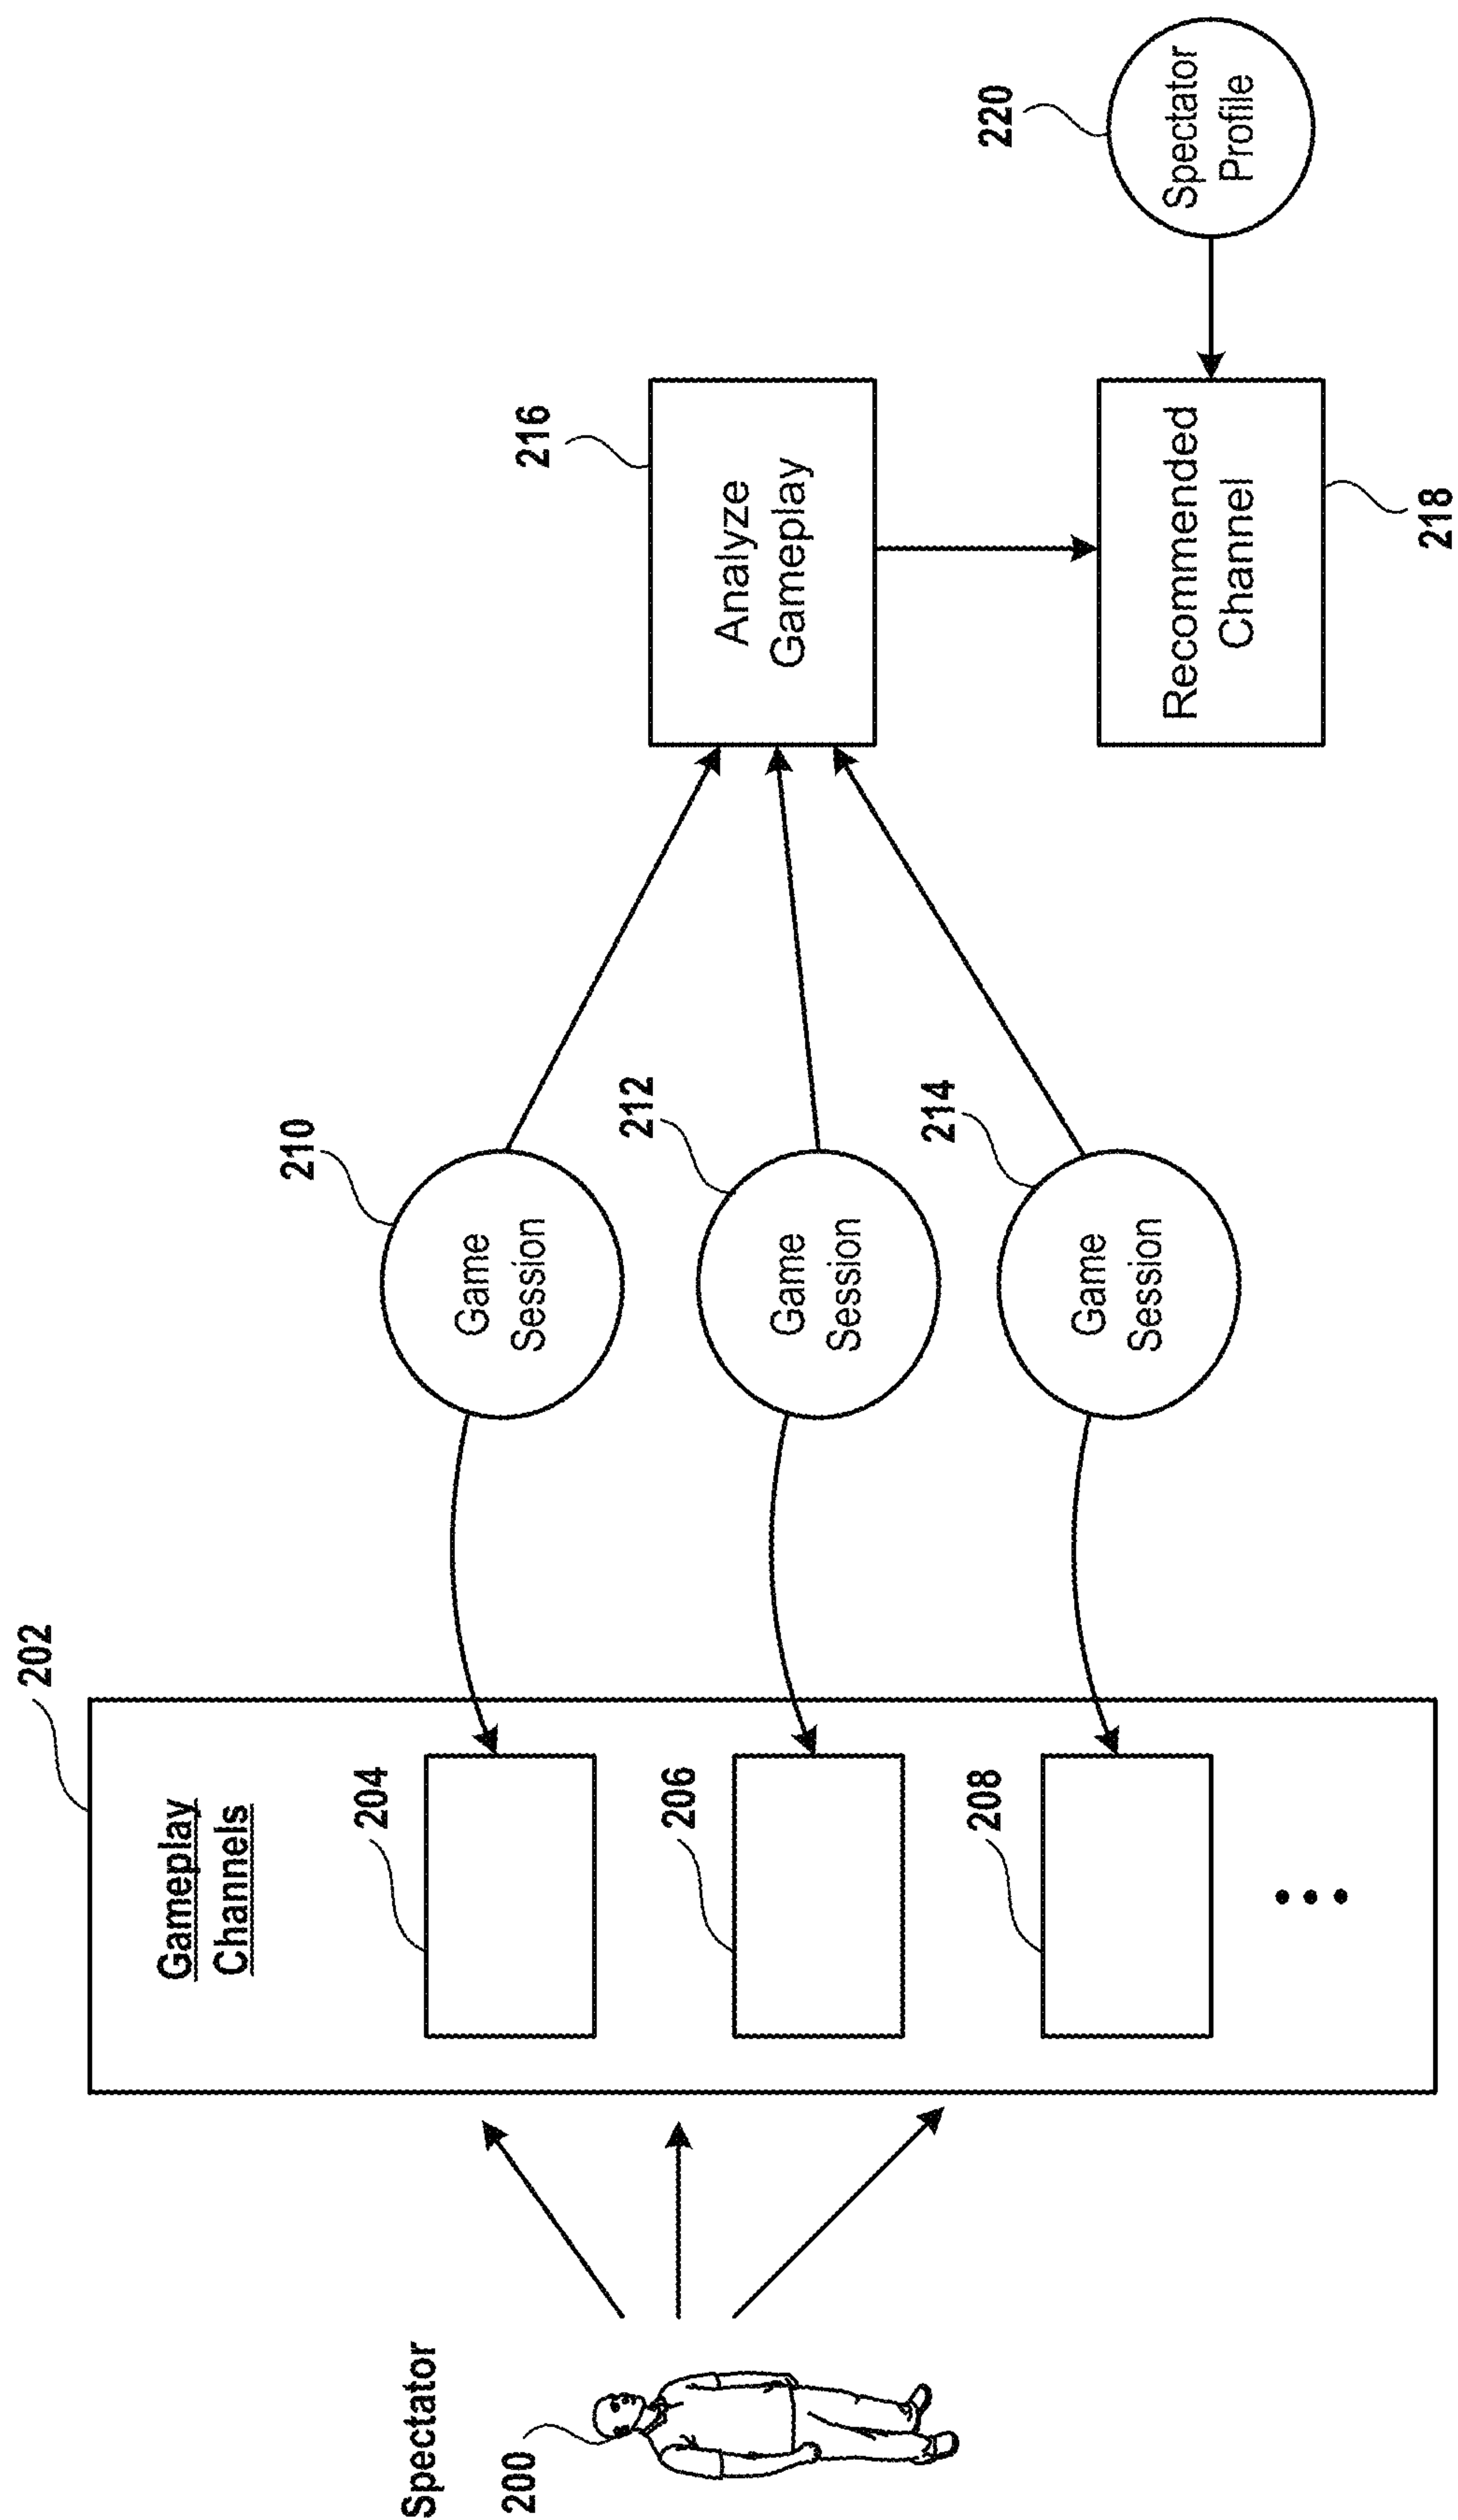 Spectator
200
202
Gameplay
Channels
204
206
208
210
Game
Session
212
Game
Session
214
Game
Session
216
Analyze
Gameplay
Recommended
Channel
218
220
Spectator
Profile